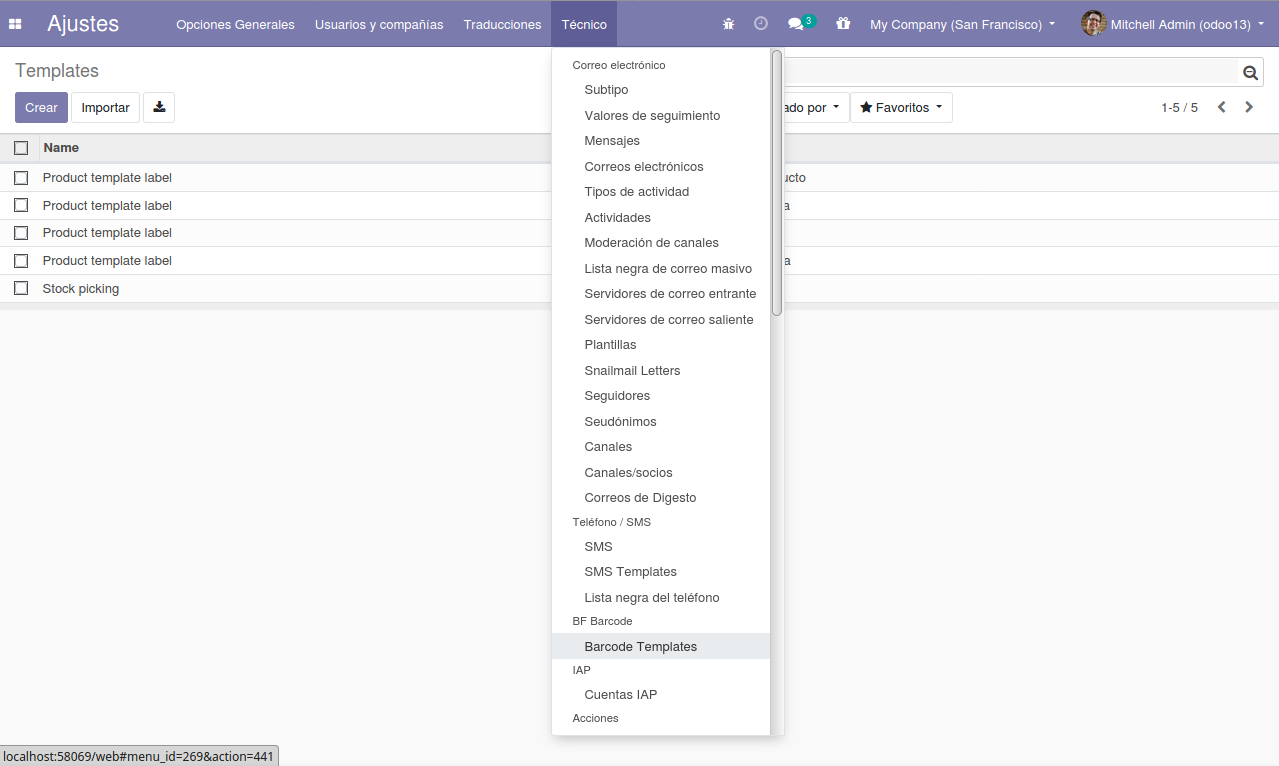 Ajustes Opciones Generales Usuarios y compañías Traducciones Técnico 3 My Company (San Francisco) Mitchell Admin (odoo13)
Templates
Crear Importar ado por Favoritos 1-5 / 5
Name
Product template label ucto
Product template label a
Product template label
Product template label a
Stock picking
Correo electrónico
Subtipo
Valores de seguimiento
Mensajes
Correos electrónicos
Tipos de actividad
Actividades
Moderación de canales
Lista negra de correo masivo
Servidores de correo entrante
Servidores de correo saliente
Plantillas
Snailmail Letters
Seguidores
Seudónimos
Canales
Canales/socios
Correos de Digesto
Teléfono / SMS
SMS
SMS Templates
Lista negra del teléfono
BF Barcode
Barcode Templates
IAP
Cuentas IAP
Acciones
localhost:58069/web#menu_id=269&action=441